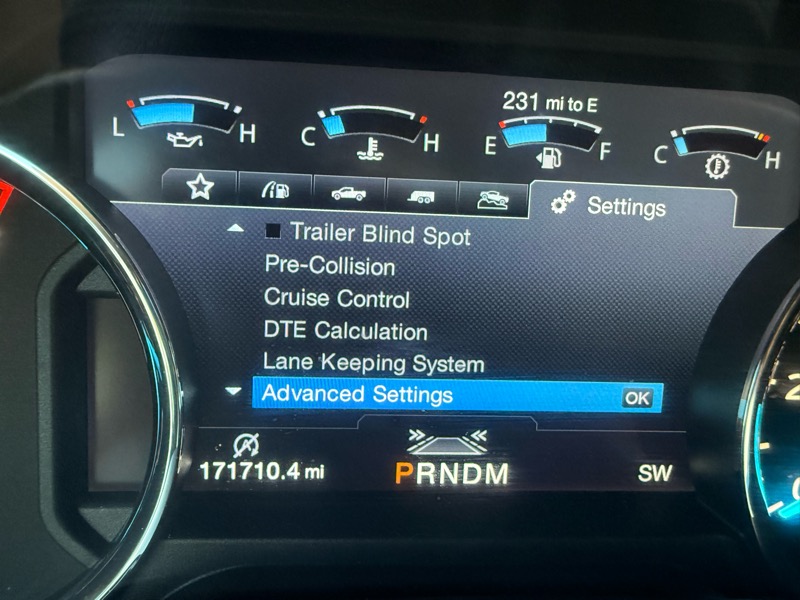 231 mi to E
L H
C H
E F
C H
Settings
Trailer Blind Spot
Pre-Collision
Cruise Control
DTE Calculation
Lane Keeping System
Advanced Settings OK
171710.4 mi
PRNDM
SW